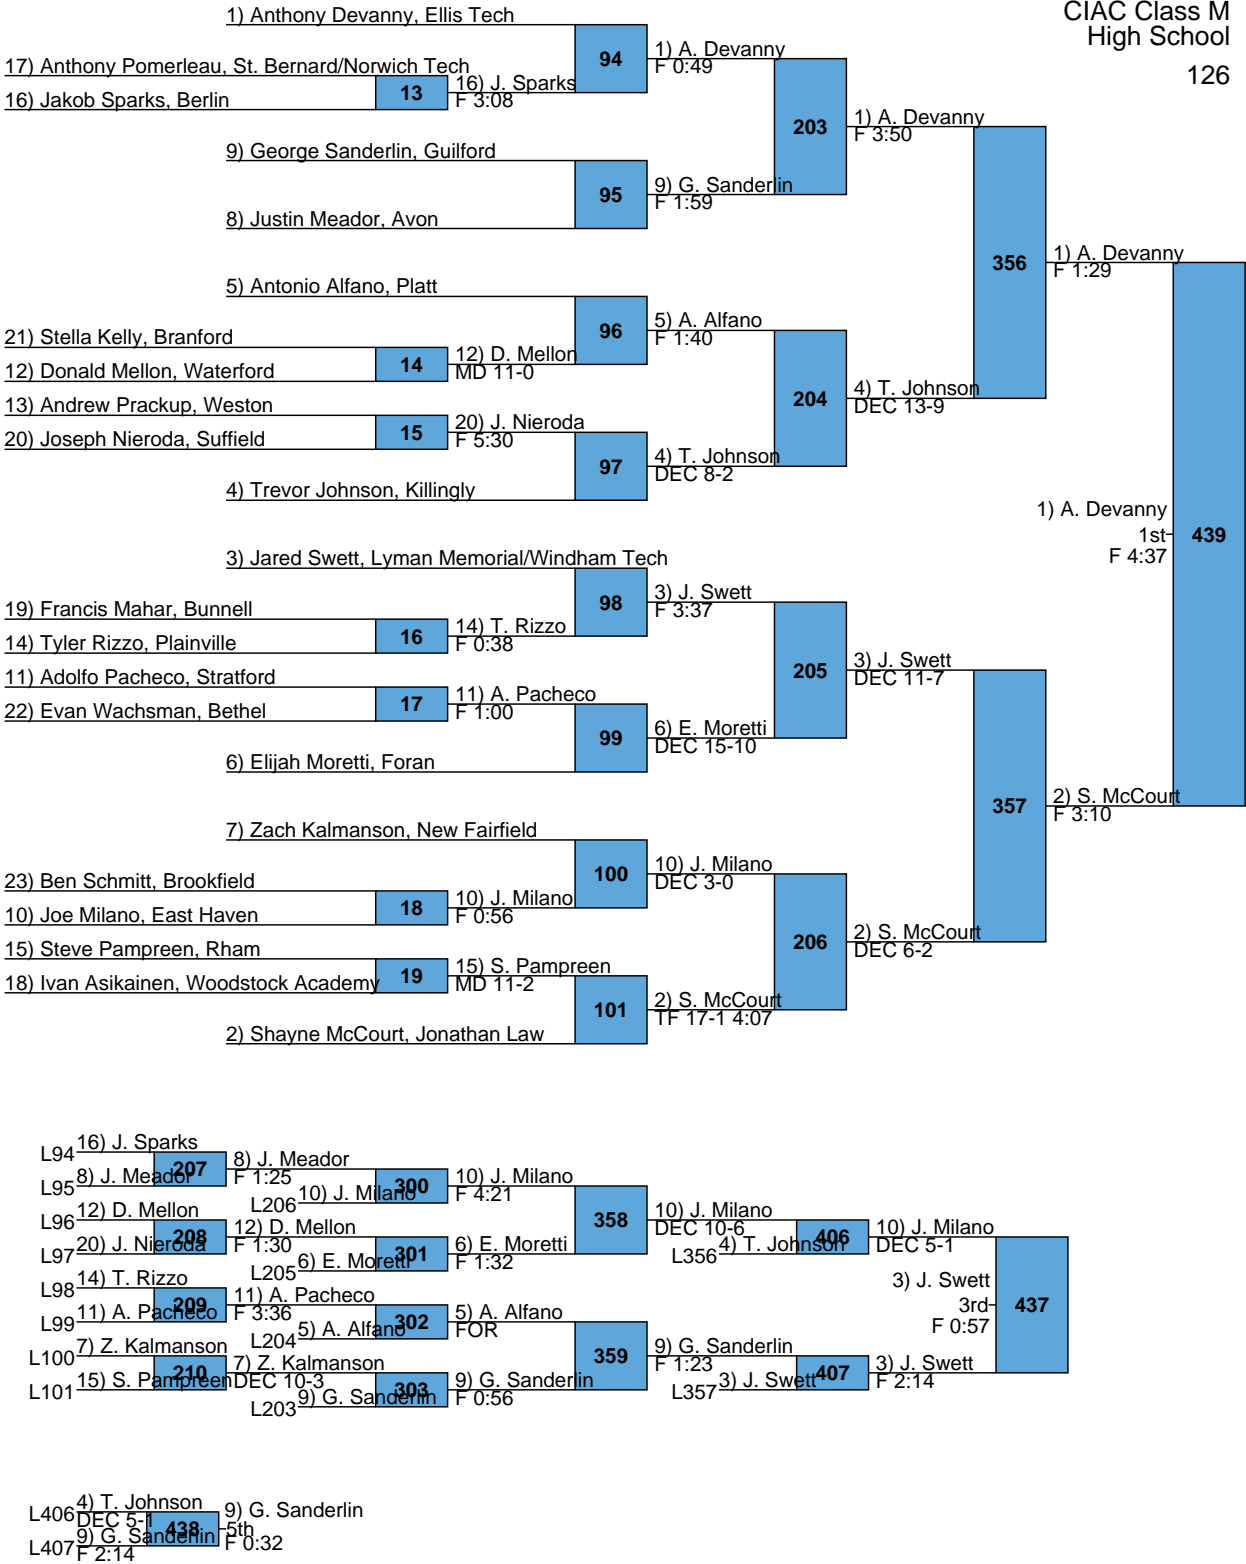 CIAC Class M
High School
126
1) Anthony Devanny, Ellis Tech
94
1) A. Devanny
F 0:49
17) Anthony Pomerleau, St. Bernard/Norwich Tech
13
16) J. Sparks
F 3:08
16) Jakob Sparks, Berlin
203
1) A. Devanny
F 3:50
9) George Sanderlin, Guilford
95
9) G. Sanderlin
F 1:59
8) Justin Meador, Avon
356
1) A. Devanny
F 1:29
5) Antonio Alfano, Platt
96
5) A. Alfano
F 1:40
21) Stella Kelly, Branford
14
12) D. Mellon
MD 11-0
12) Donald Mellon, Waterford
204
4) T. Johnson
DEC 13-9
13) Andrew Prackup, Weston
15
20) J. Nieroda
F 5:30
20) Joseph Nieroda, Suffield
97
4) T. Johnson
DEC 8-2
4) Trevor Johnson, Killingly
1) A. Devanny
1st
F 4:37
439
3) Jared Swett, Lyman Memorial/Windham Tech
98
3) J. Swett
F 3:37
19) Francis Mahar, Bunnell
16
14) T. Rizzo
F 0:38
14) Tyler Rizzo, Plainville
205
3) J. Swett
DEC 11-7
11) Adolfo Pacheco, Stratford
17
11) A. Pacheco
F 1:00
22) Evan Wachsman, Bethel
99
6) E. Moretti
DEC 15-10
6) Elijah Moretti, Foran
357
2) S. McCourt
F 3:10
7) Zach Kalmanson, New Fairfield
100
10) J. Milano
DEC 3-0
23) Ben Schmitt, Brookfield
18
10) J. Milano
F 0:56
10) Joe Milano, East Haven
206
2) S. McCourt
DEC 6-2
15) Steve Pampreen, Rham
19
15) S. Pampreen
MD 11-2
18) Ivan Asikainen, Woodstock Academy
101
2) S. McCourt
TF 17-1 4:07
2) Shayne McCourt, Jonathan Law
L94
16) J. Sparks
207
8) J. Meador
F 1:25
L95
8) J. Meador
300
10) J. Milano
F 4:21
L206
10) J. Milano
358
10) J. Milano
DEC 10-6
L96
12) D. Mellon
208
12) D. Mellon
F 1:30
L97
20) J. Nieroda
301
6) E. Moretti
F 1:32
L205
6) E. Moretti
406
10) J. Milano
DEC 5-1
L356
4) T. Johnson
L98
14) T. Rizzo
209
11) A. Pacheco
F 3:36
L99
11) A. Pacheco
302
5) A. Alfano
FOR
L204
5) A. Alfano
3) J. Swett
3rd
F 0:57
437
359
9) G. Sanderlin
F 1:23
L100
7) Z. Kalmanson
210
7) Z. Kalmanson
DEC 10-3
L101
15) S. Pampreen
303
9) G. Sanderlin
F 0:56
L203
9) G. Sanderlin
407
3) J. Swett
F 2:14
L357
3) J. Swett
L406
4) T. Johnson
DEC 5-1
438
9) G. Sanderlin
5th
F 0:32
L407
9) G. Sanderlin
F 2:14